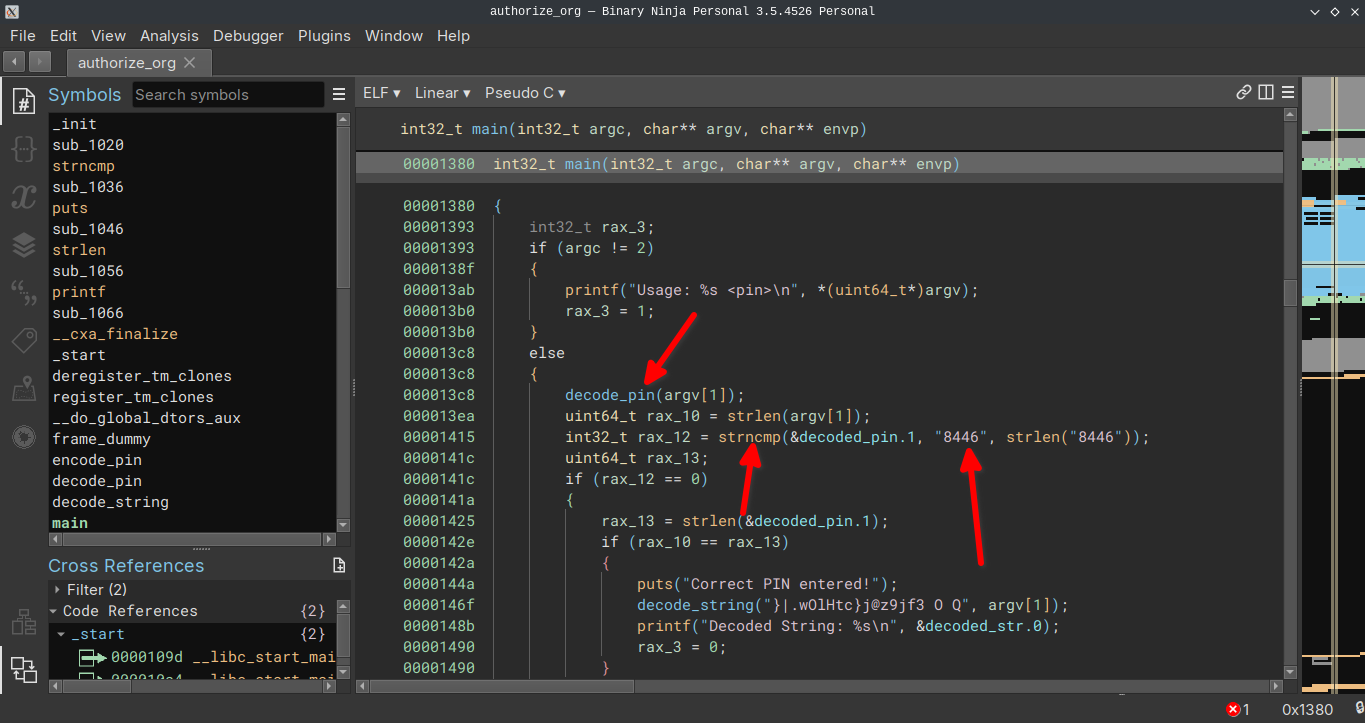 authorize_org — Binary Ninja Personal 3.5.4526 Personal
File Edit View Analysis Debugger Plugins Window Help
authorize_org
Symbols
Search symbols
_init
sub_1020
strncmp
sub_1036
puts
sub_1046
strlen
sub_1056
printf
sub_1066
__cxa_finalize
_start
deregister_tm_clones
register_tm_clones
__do_global_dtors_aux
frame_dummy
encode_pin
decode_pin
decode_string
main
Cross References
Filter (2)
Code References {2}
_start {2}
0000109d __libc_start_mai
ELF ▾ Linear ▾ Pseudo C ▾
int32_t main(int32_t argc, char** argv, char** envp)
00001380 int32_t main(int32_t argc, char** argv, char** envp)
00001380 {
00001393 int32_t rax_3;
00001393 if (argc != 2)
0000138f {
000013ab printf("Usage: %s <pin>\n", *(uint64_t*)argv);
000013b0 rax_3 = 1;
000013b0 }
000013c8 else
000013c8 {
000013c8 decode_pin(argv[1]);
000013ea uint64_t rax_10 = strlen(argv[1]);
00001415 int32_t rax_12 = strncmp(&decoded_pin.1, "8446", strlen("8446"));
0000141c uint64_t rax_13;
0000141c if (rax_12 == 0)
0000141a {
00001425 rax_13 = strlen(&decoded_pin.1);
0000142e if (rax_10 == rax_13)
0000142a {
0000144a puts("Correct PIN entered!");
0000146f decode_string("}|.wOlHtc}j@z9jf3 O Q", argv[1]);
0000148b printf("Decoded String: %s\n", &decoded_str.0);
00001490 rax_3 = 0;
00001490 }
1 0x1380